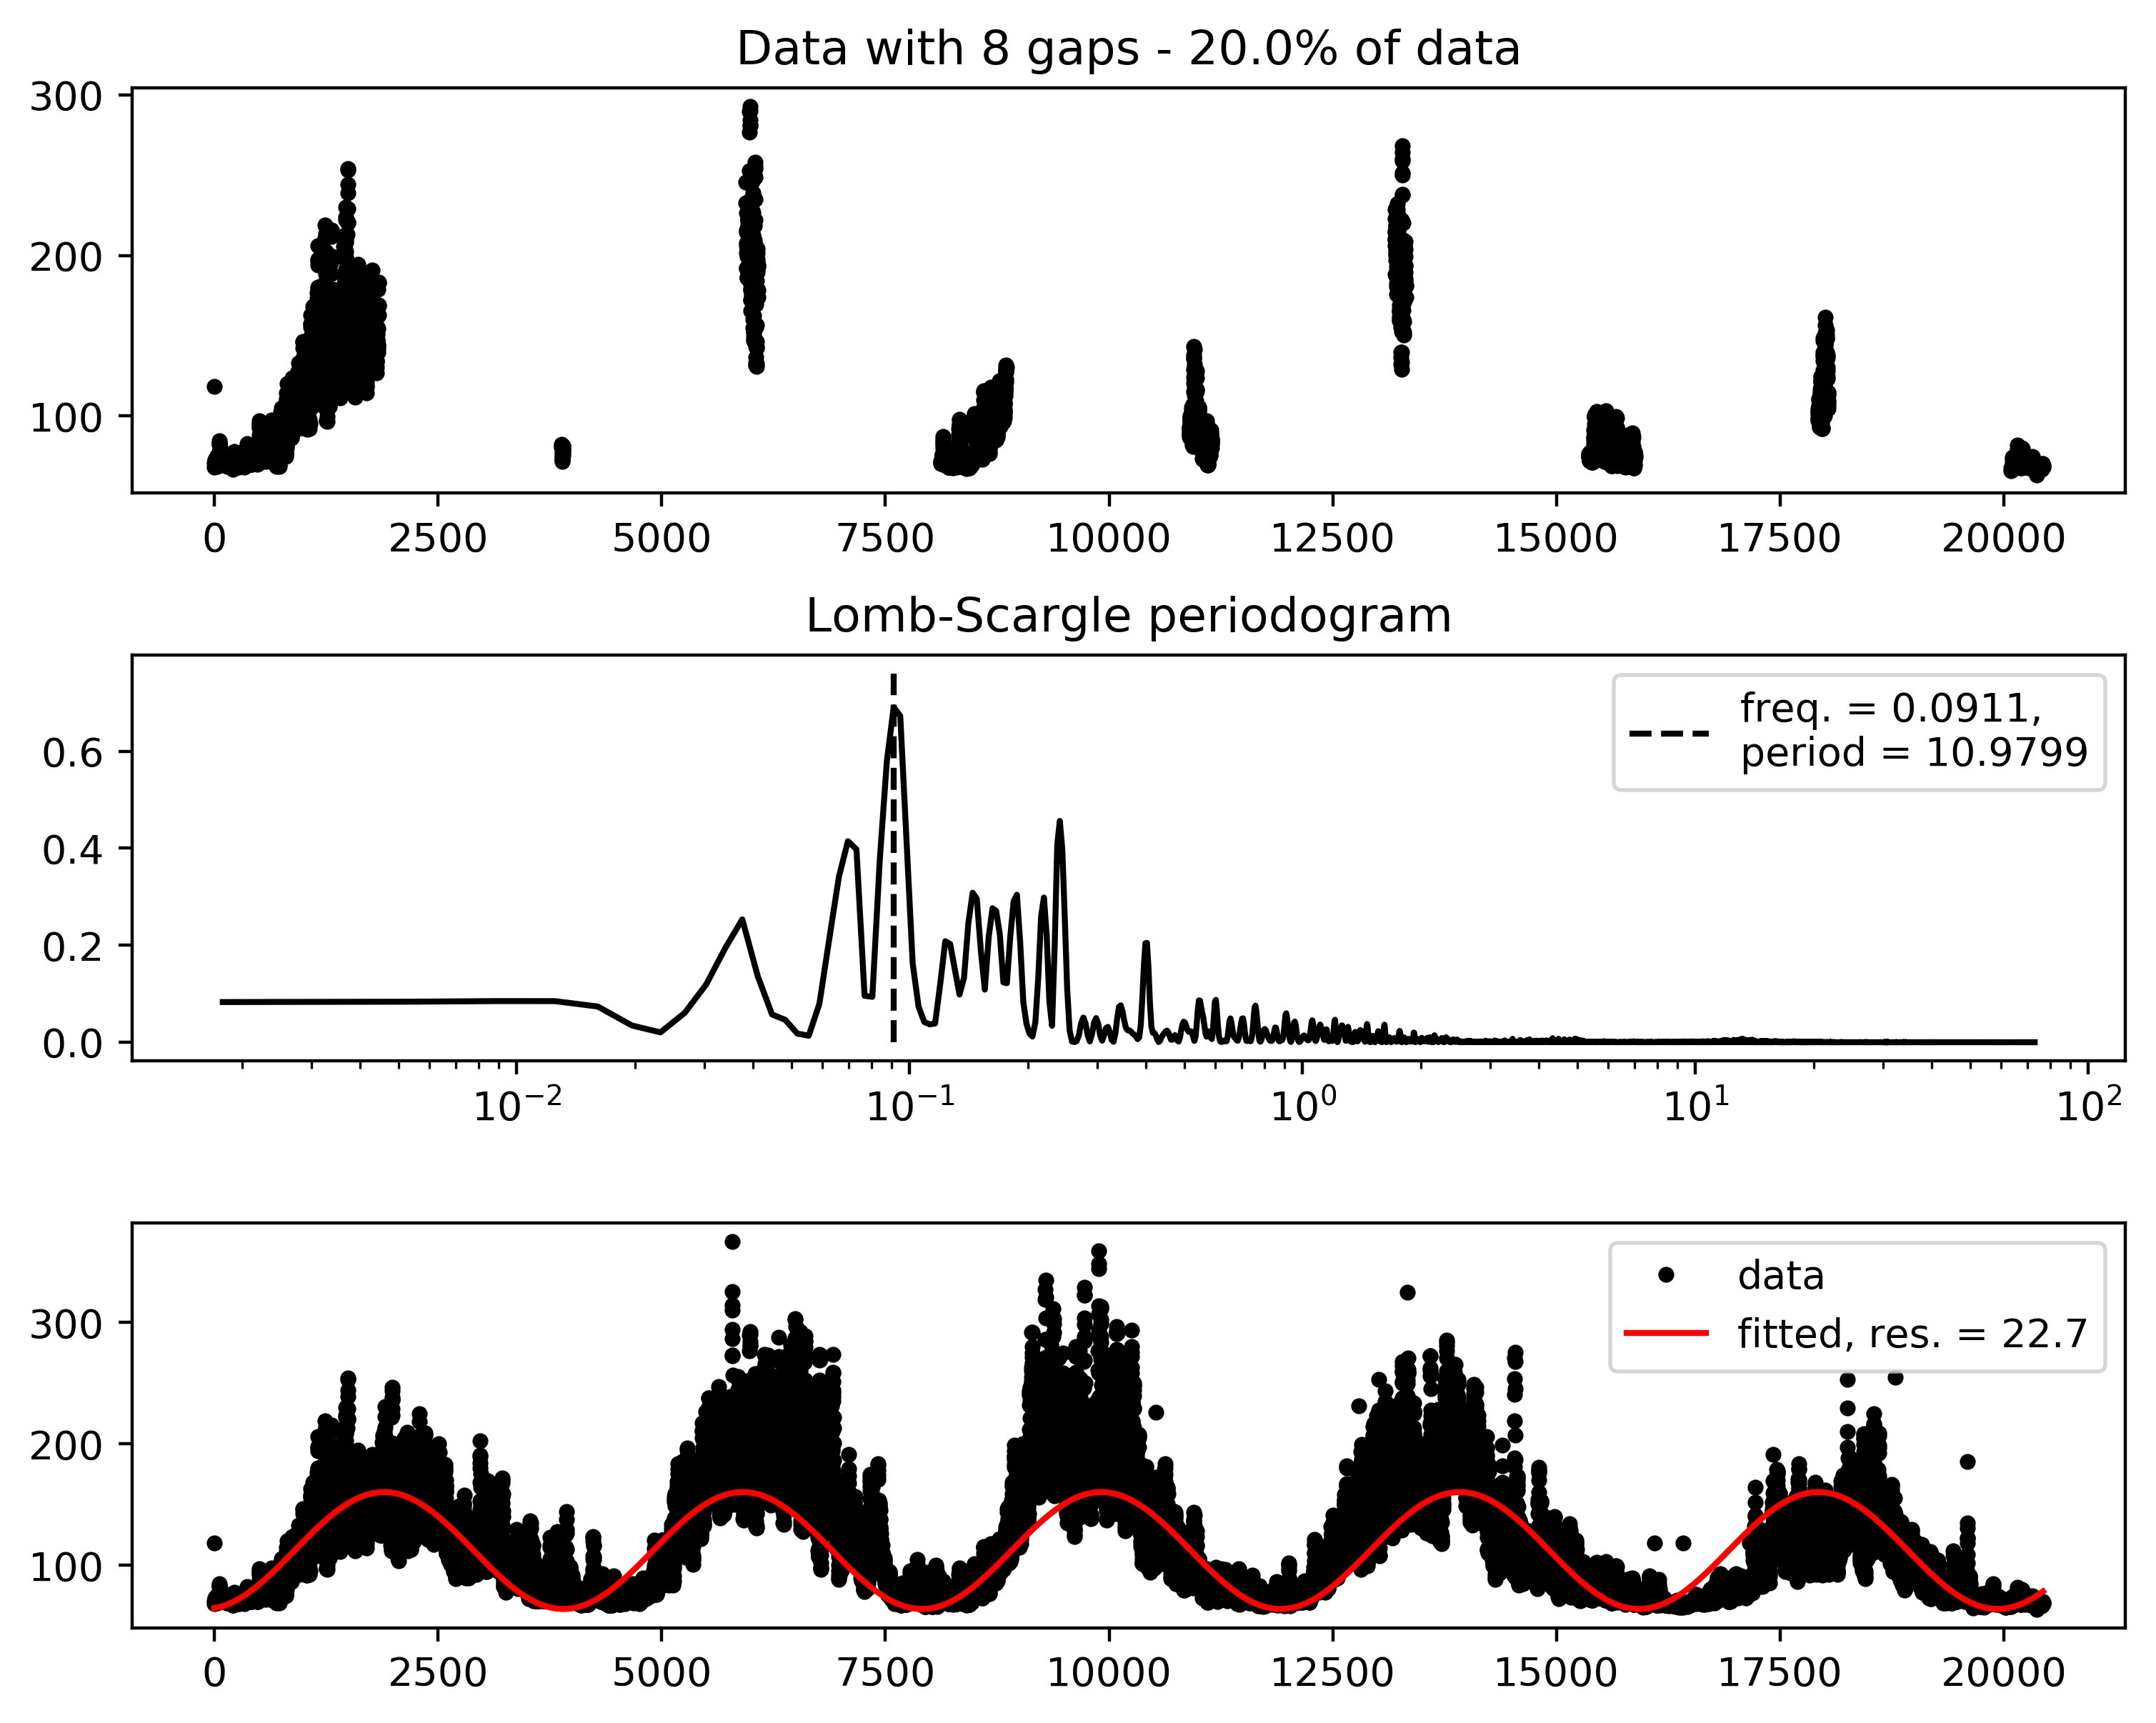 Data with 8 gaps - 20.0% of data
300
200
100
0 2500 5000 7500 10000 12500 15000 17500 20000
Lomb-Scargle periodogram
freq. = 0.0911,
period = 10.9799
0.6
0.4
0.2
0.0
10⁻² 10⁻¹ 10⁰ 10¹ 10²
data
fitted, res. = 22.7
300
200
100
0 2500 5000 7500 10000 12500 15000 17500 20000